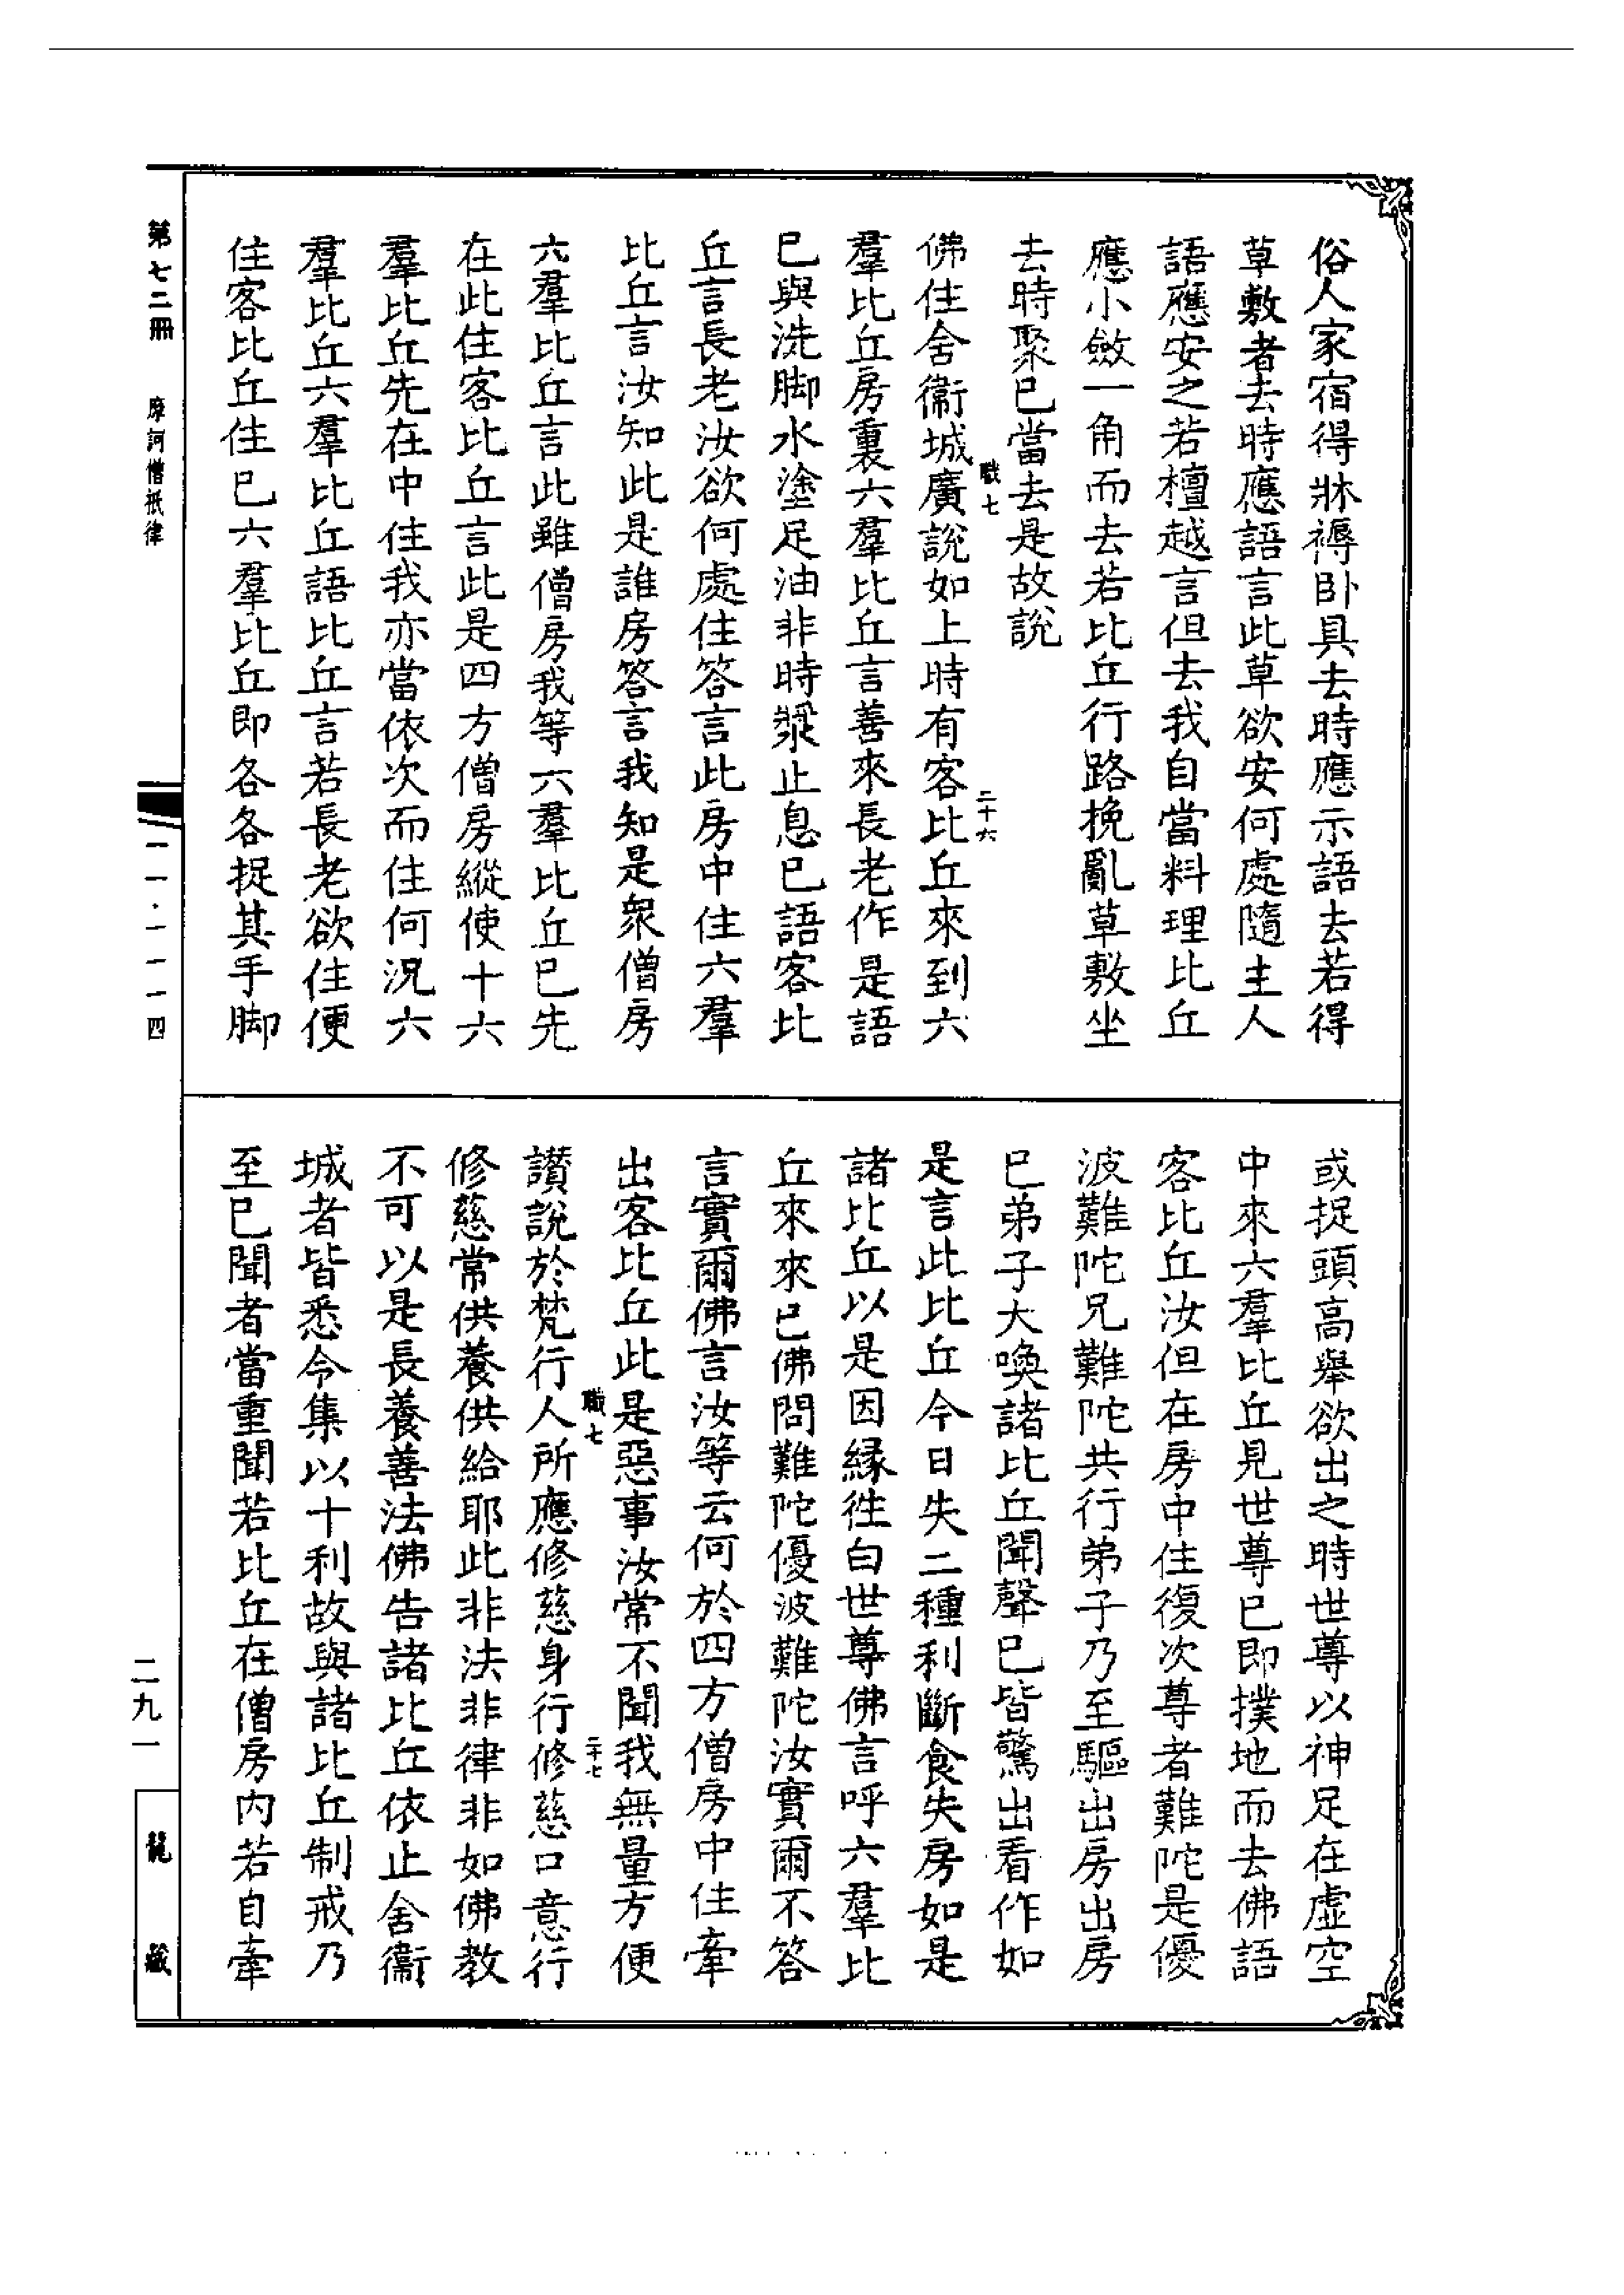 俗人家宿得牀褥卧具去時應示語去若得
草敷者去時應語言此草欲安何處隨主人
語應安之若檀越言但去我自當料理比丘
應小斂一角而去若比丘行路挽亂草敷坐
去時聚已當去是故說
職七
二十六
佛住舍衞城廣說如上時有客比丘來到六
羣比丘房裏六羣比丘言善來長老作是語
已與洗脚水塗足油非時漿止息已語客比
丘言長老汝欲何處住答言此房中住六羣
比丘言汝知此是誰房答言我知是衆僧房
六羣比丘言此雖僧房我等六羣比丘已先
在此住客比丘言此是四方僧房縱使十六
羣比丘先在中住我亦當依次而住何況六
羣比丘六羣比丘語比丘言若長老欲住便
住客比丘住已六羣比丘即各各捉其手脚
或捉頭高舉欲出之時世尊以神足在虛空
中來六羣比丘見世尊已即撲地而去佛語
客比丘汝但在房中住復次尊者難陀是優
波難陀兄難陀共行弟子乃至驅出房出房
已弟子大喚諸比丘聞聲已皆驚出看作如
是言此比丘今日失二種利斷食失房如是
諸比丘以是因緣往白世尊佛言呼六羣比
丘來來已佛問難陀優波難陀汝實爾不答
言實爾佛言汝等云何於四方僧房中住牽
出客比丘此是惡事汝常不聞我無量方便
職七
二十七
讚說於梵行人所應修慈身行修慈口意行
修慈常供養供給耶此非法非律非如佛教
不可以是長養善法佛告諸比丘依止舍衞
城者皆悉令集以十利故與諸比丘制戒乃
至已聞者當重聞若比丘在僧房內若自牽
第七二冊
摩訶僧祇律
一一·一一一四
二九一
龍藏